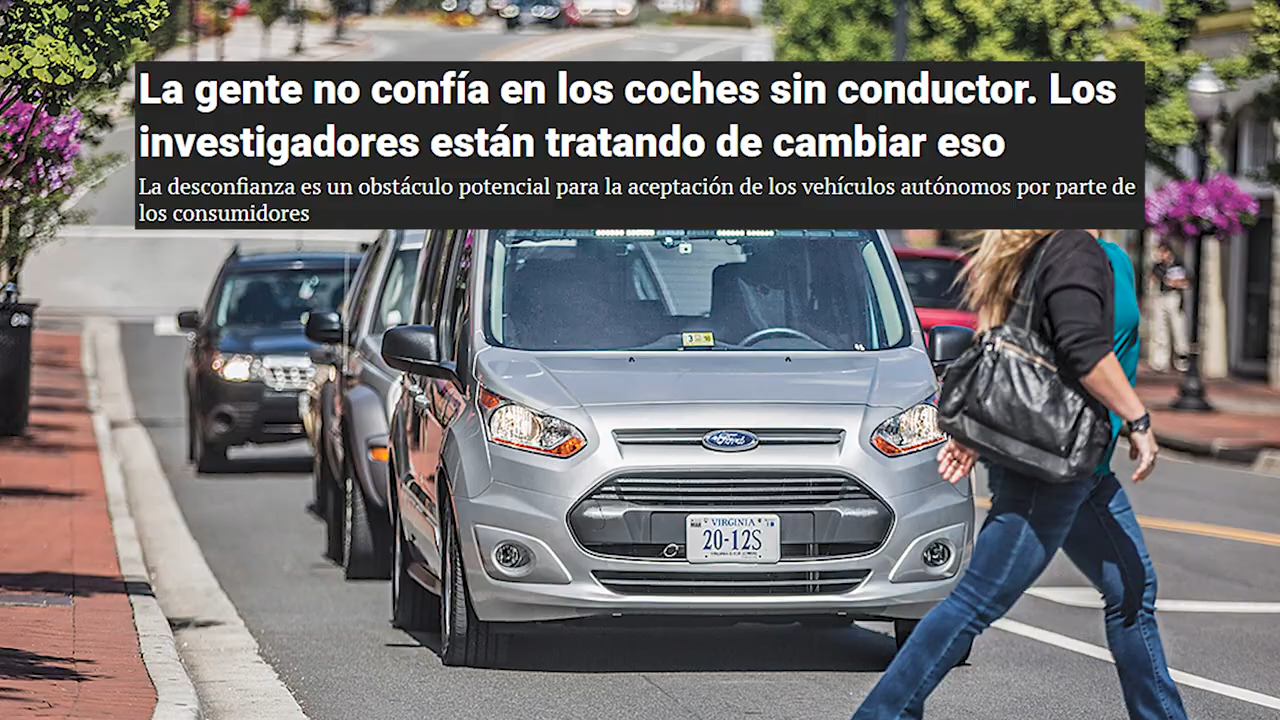 La gente no confía en los coches sin conductor. Los
investigadores están tratando de cambiar eso
La desconfianza es un obstáculo potencial para la aceptación de los vehículos autónomos por parte de
los consumidores
Ford
VIRGINIA
20-12S